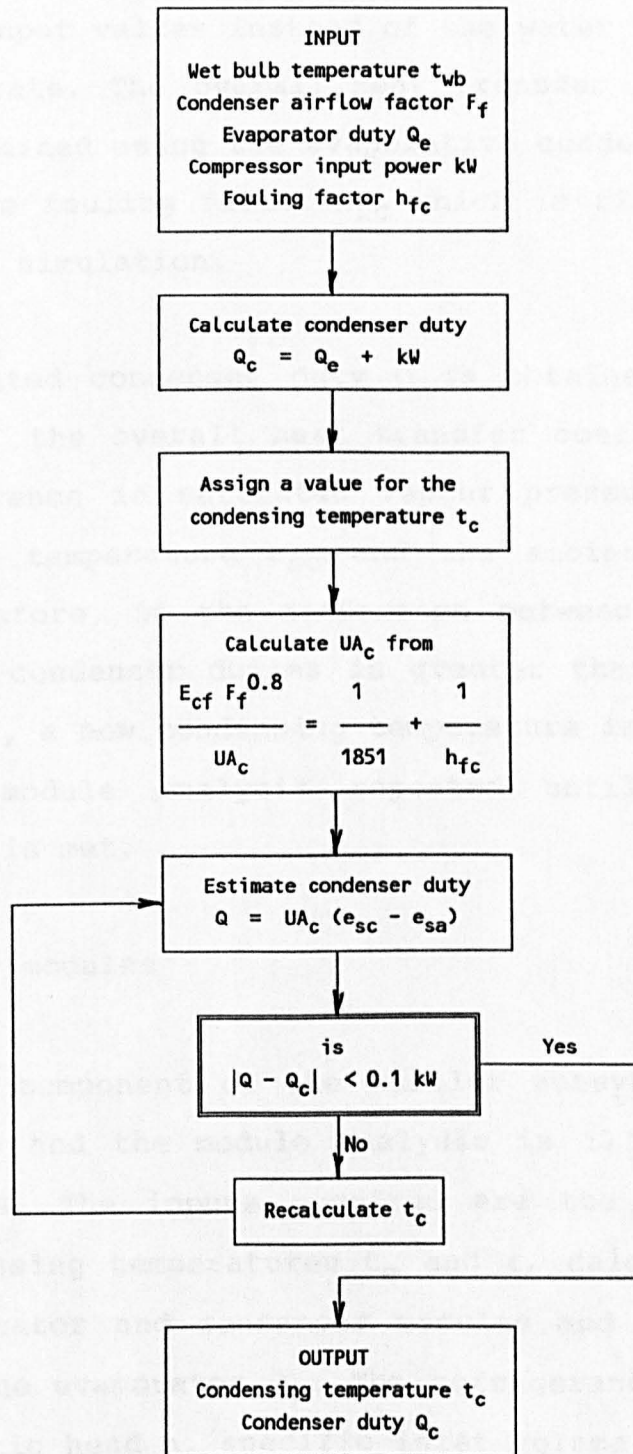 INPUT
Wet bulb temperature t_wb
Condenser airflow factor F_f
Evaporator duty Q_e
Compressor input power kW
Fouling factor h_fc
Calculate condenser duty
Q_c = Q_e + kW
Assign a value for the
condensing temperature t_c
Calculate UA_c from
E_cf F_f^0.8 1 1
= +
UA_c 1851 h_fc
Estimate condenser duty
Q = UA_c (e_sc - e_sa)
is
|Q - Q_c| < 0.1 kW
Yes
No
Recalculate t_c
OUTPUT
Condensing temperature t_c
Condenser duty Q_c